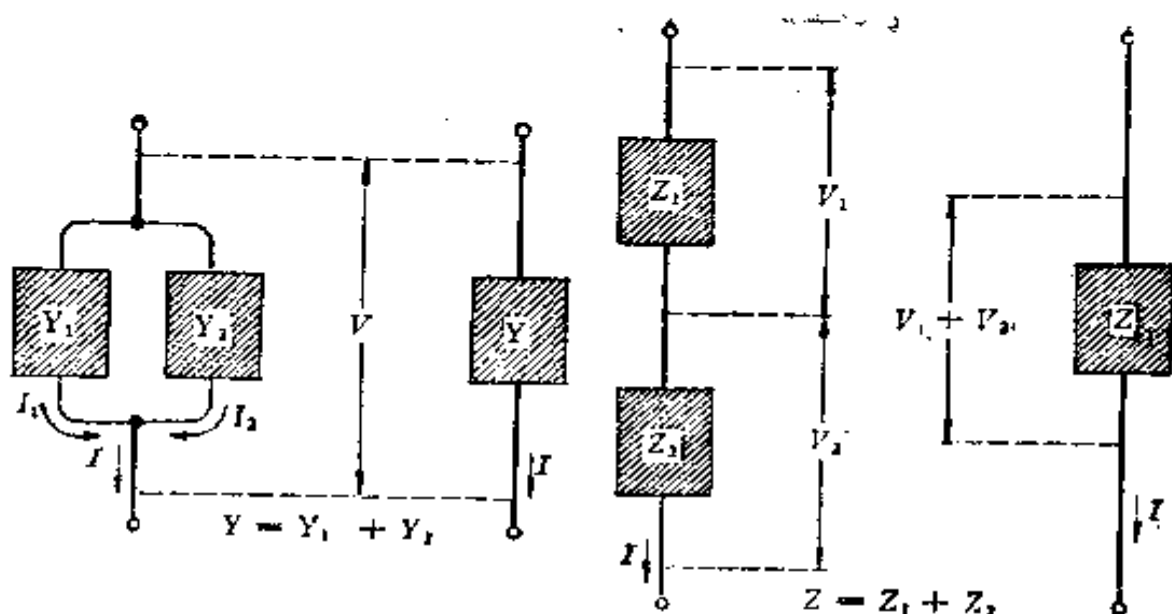 Y₁
Y₂
I₁
I₂
I
V
Y
I
Y = Y₁ + Y₂
Z₁
V₁
Z₂
V₂
I
V₁ + V₂
Z
I
Z = Z₁ + Z₂